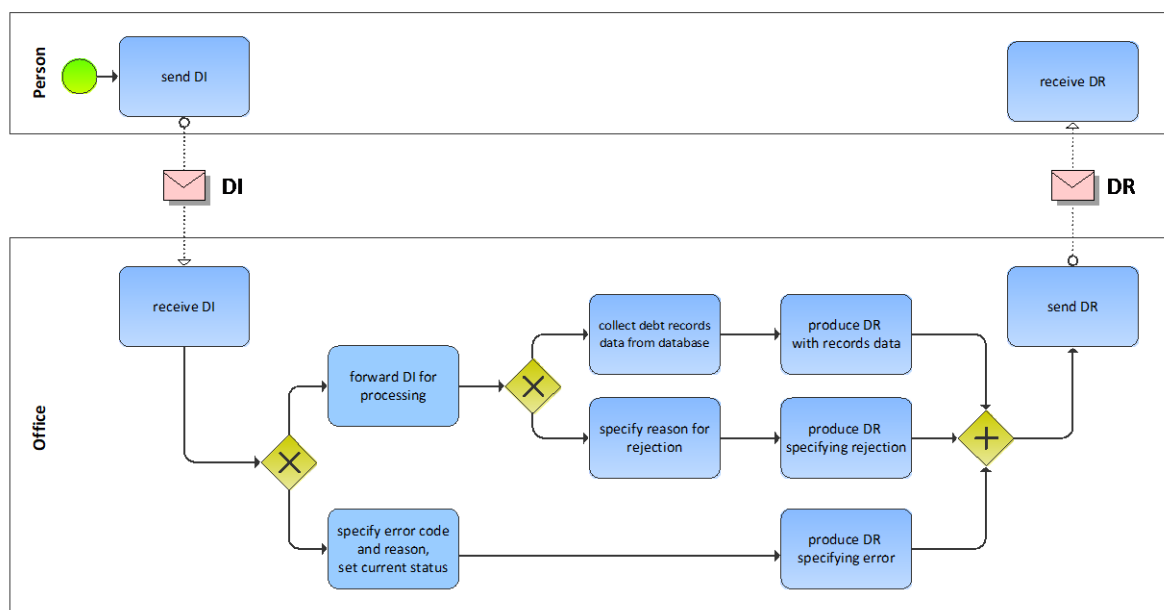 Person
send DI
receive DR
DI
DR
Office
receive DI
send DR
collect debt records
data from database
produce DR
with records data
forward DI for
processing
specify reason for
rejection
produce DR
specifying rejection
specify error code
and reason,
set current status
produce DR
specifying error